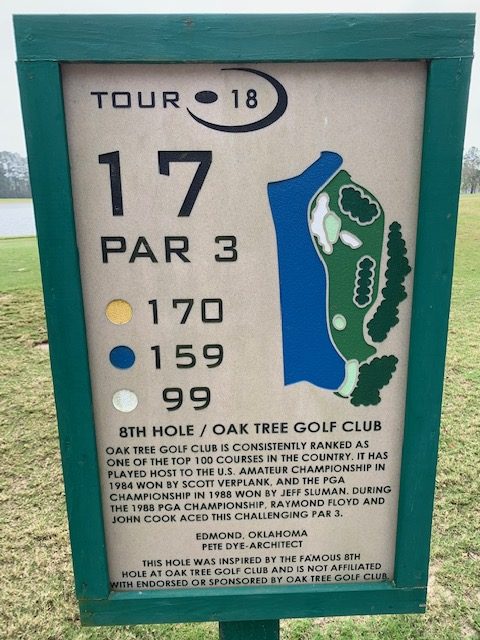 TOUR 18
17
PAR 3
170
159
99
8TH HOLE / OAK TREE GOLF CLUB
OAK TREE GOLF CLUB IS CONSISTENTLY RANKED AS
ONE OF THE TOP 100 COURSES IN THE COUNTRY. IT HAS
PLAYED HOST TO THE U.S. AMATEUR CHAMPIONSHIP IN
1984 WON BY SCOTT VERPLANK, AND THE PGA
CHAMPIONSHIP IN 1988 WON BY JEFF SLUMAN. DURING
THE 1988 PGA CHAMPIONSHIP, RAYMOND FLOYD AND
JOHN COOK ACED THIS CHALLENGING PAR 3.
EDMOND, OKLAHOMA
PETE DYE-ARCHITECT
THIS HOLE WAS INSPIRED BY THE FAMOUS 8TH
HOLE AT OAK TREE GOLF CLUB AND IS NOT AFFILIATED
WITH ENDORSED OR SPONSORED BY OAK TREE GOLF CLUB.